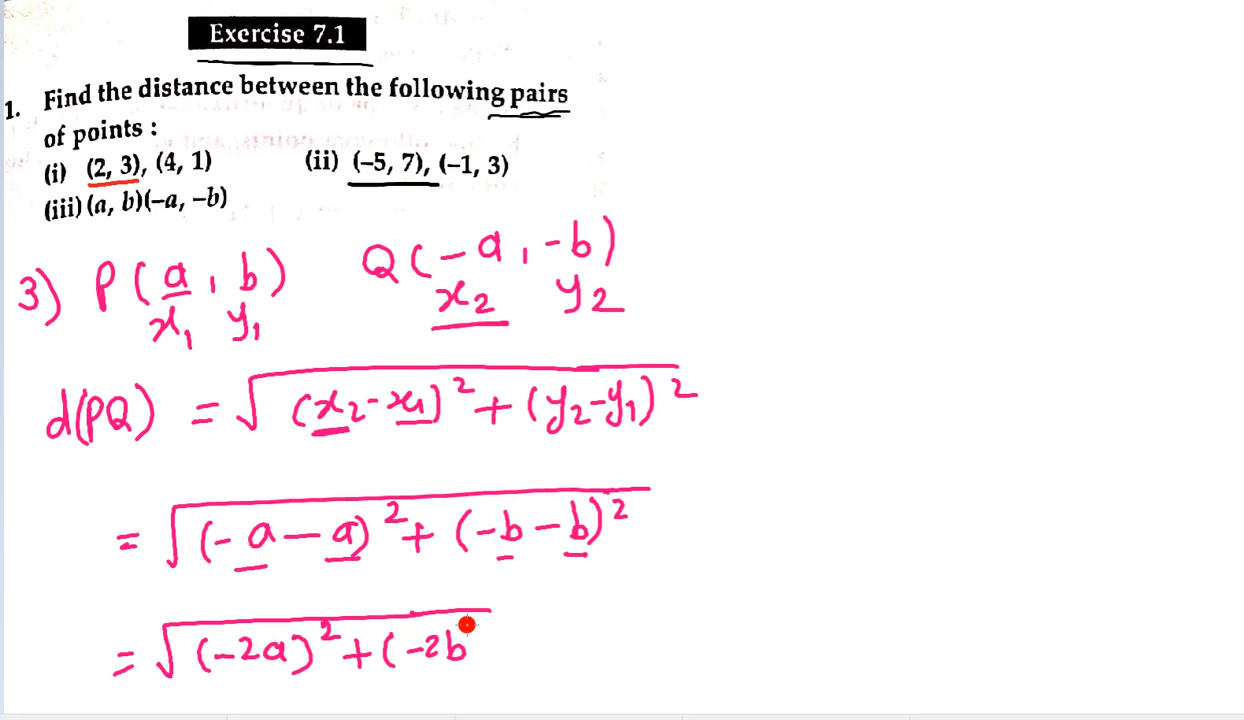 Exercise 7.1
1. Find the distance between the following pairs
of points :
(i) (2, 3), (4, 1) (ii) (–5, 7), (–1, 3)
(iii) (a, b)(–a, –b)
3) P(a, b) Q(-a, -b)
x₁ y₁ x₂ y₂
d(PQ) = √((x₂-x₁)² + (y₂-y₁)²)
= √((-a-a)² + (-b-b)²)
= √((-2a)² + (-2b